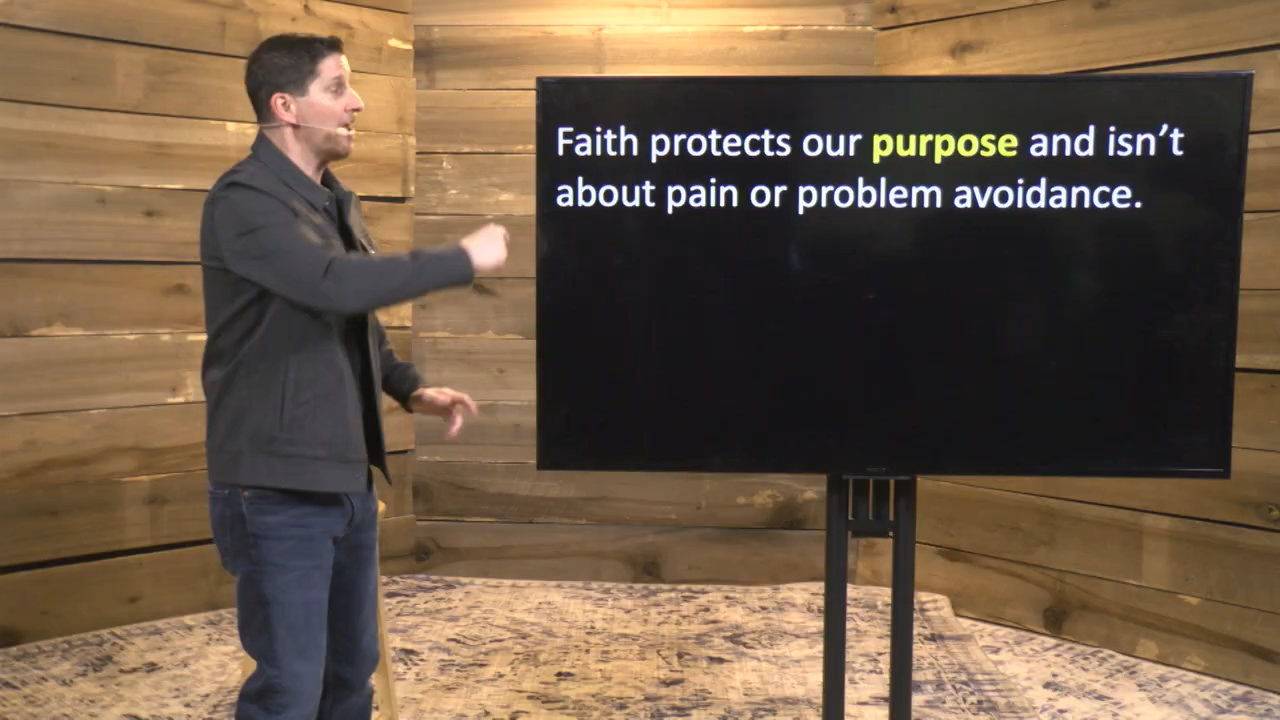 Faith protects our purpose and isn’t
about pain or problem avoidance.